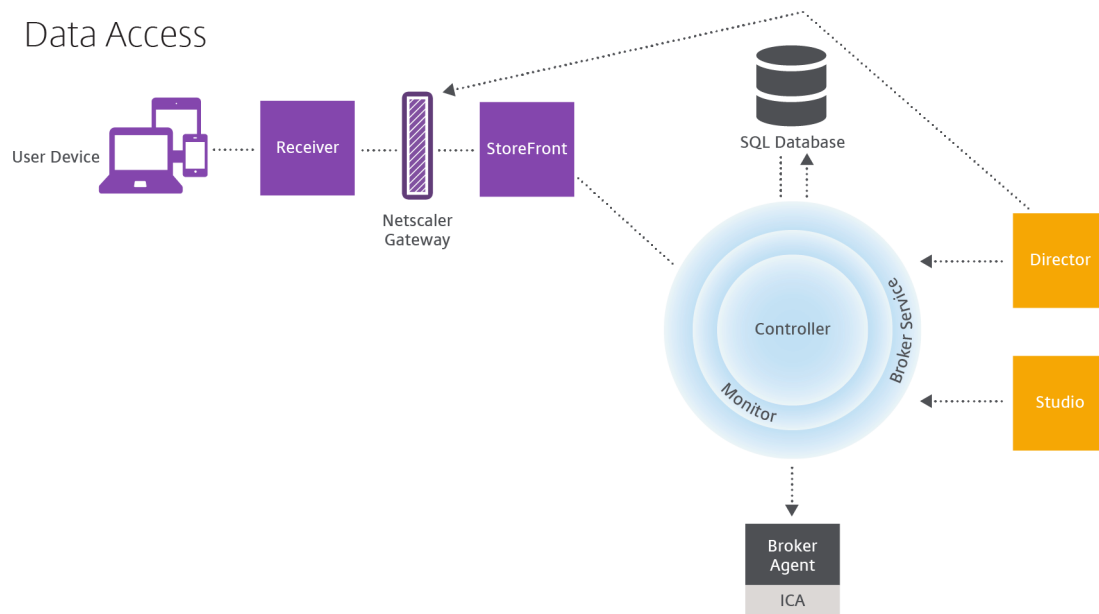 Data Access
User Device
Receiver
Netscaler
Gateway
StoreFront
SQL Database
Controller
Monitor
Broker Service
Director
Studio
Broker
Agent
ICA